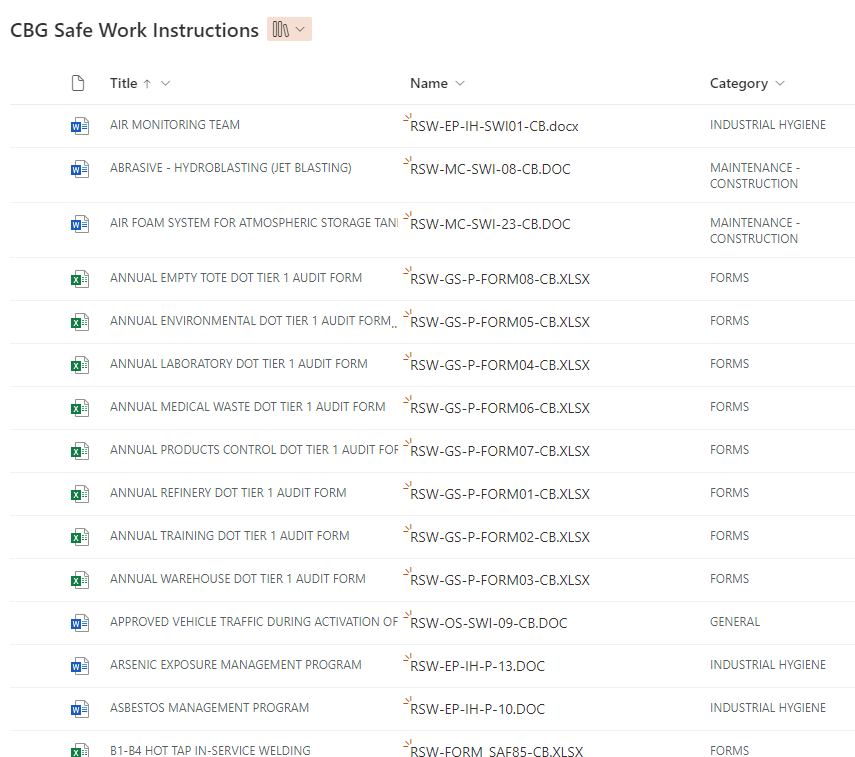 CBG Safe Work Instructions
Title Name Category
AIR MONITORING TEAM RSW-EP-IH-SWI01-CB.docx INDUSTRIAL HYGIENE
ABRASIVE - HYDROBLASTING (JET BLASTING) RSW-MC-SWI-08-CB.DOC MAINTENANCE -
CONSTRUCTION
AIR FOAM SYSTEM FOR ATMOSPHERIC STORAGE RSW-MC-SWI-23-CB.DOC MAINTENANCE -
CONSTRUCTION
ANNUAL EMPTY TOTE DOT TIER 1 AUDIT FORM RSW-GS-P-FORM08-CB.XLSX FORMS
ANNUAL ENVIRONMENTAL DOT TIER 1 AUDIT FORM.. RSW-GS-P-FORM05-CB.XLSX FORMS
ANNUAL LABORATORY DOT TIER 1 AUDIT FORM RSW-GS-P-FORM04-CB.XLSX FORMS
ANNUAL MEDICAL WASTE DOT TIER 1 AUDIT FORM RSW-GS-P-FORM06-CB.XLSX FORMS
ANNUAL PRODUCTS CONTROL DOT TIER 1 AUDIT FOR RSW-GS-P-FORM07-CB.XLSX FORMS
ANNUAL REFINERY DOT TIER 1 AUDIT FORM RSW-GS-P-FORM01-CB.XLSX FORMS
ANNUAL TRAINING DOT TIER 1 AUDIT FORM RSW-GS-P-FORM02-CB.XLSX FORMS
ANNUAL WAREHOUSE DOT TIER 1 AUDIT FORM RSW-GS-P-FORM03-CB.XLSX FORMS
APPROVED VEHICLE TRAFFIC DURING ACTIVATION OF RSW-OS-SWI-09-CB.DOC GENERAL
ARSENIC EXPOSURE MANAGEMENT PROGRAM RSW-EP-IH-P-13.DOC INDUSTRIAL HYGIENE
ASBESTOS MANAGEMENT PROGRAM RSW-EP-IH-P-10.DOC INDUSTRIAL HYGIENE
B1-B4 HOT TAP IN-SERVICE WELDING RSW-FORM_SAF85-CB.XLSX FORMS